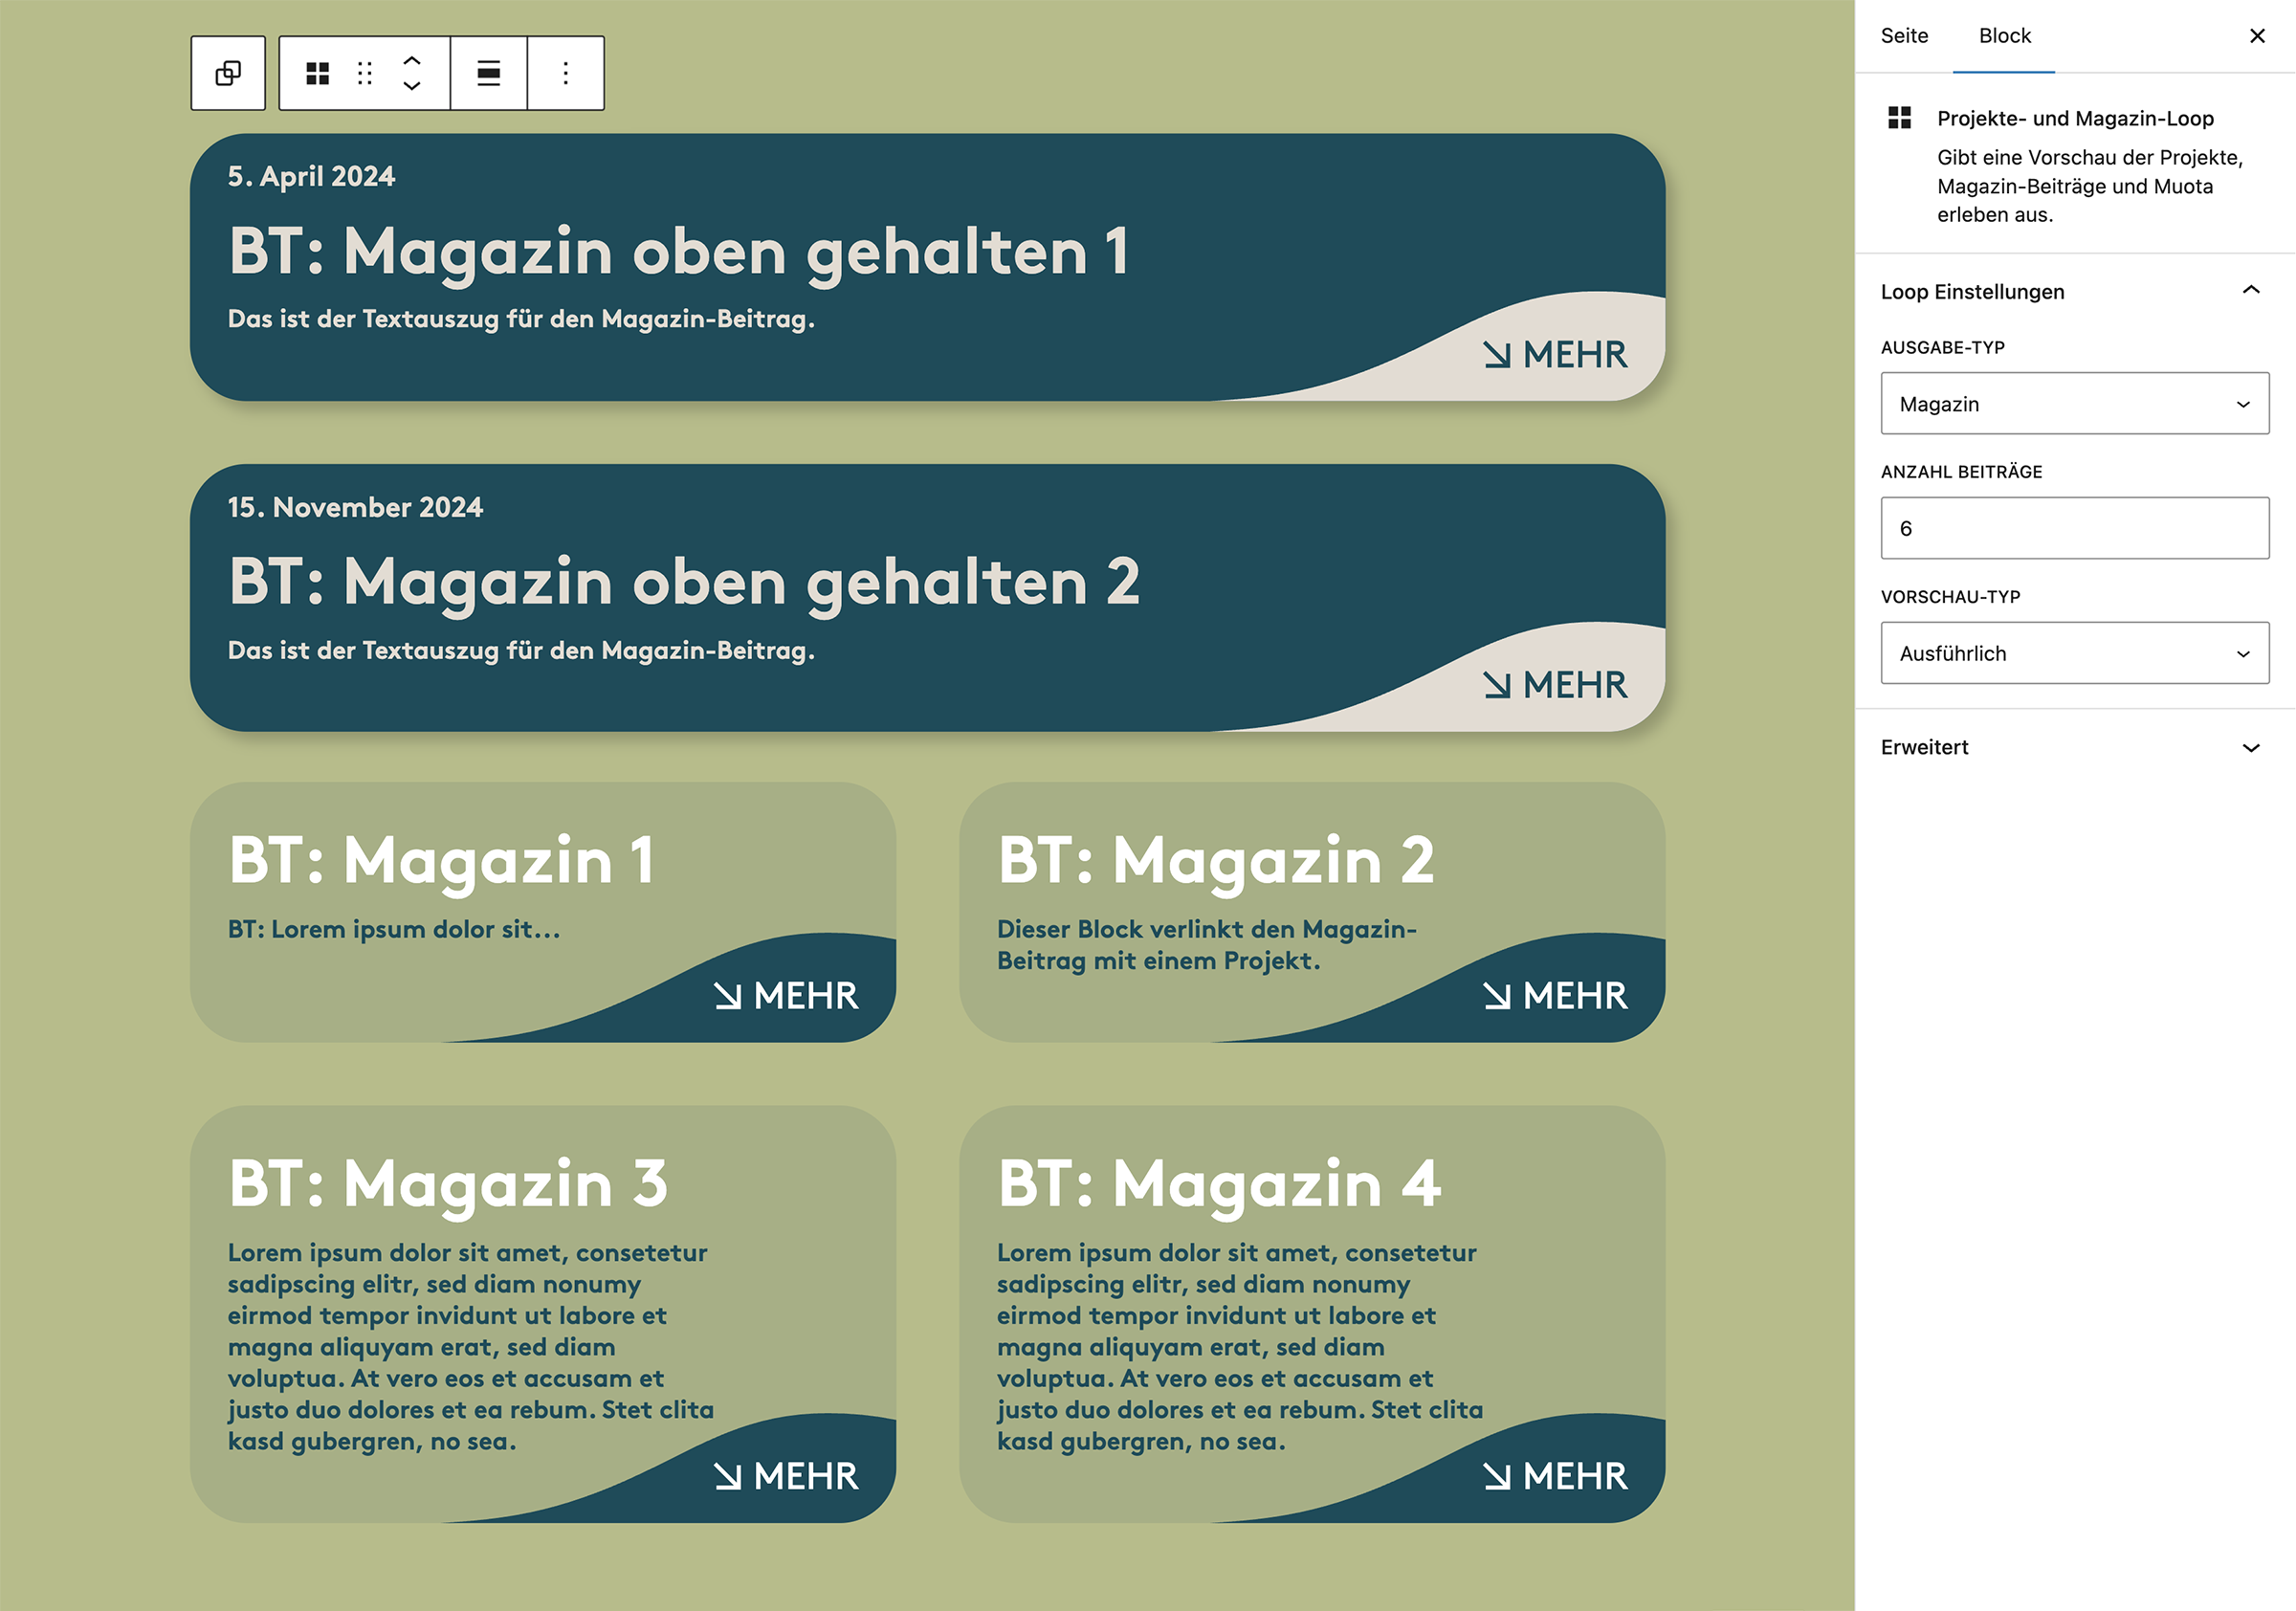 5. April 2024
BT: Magazin oben gehalten 1
Das ist der Textauszug für den Magazin-Beitrag.
MEHR
15. November 2024
BT: Magazin oben gehalten 2
Das ist der Textauszug für den Magazin-Beitrag.
MEHR
BT: Magazin 1
BT: Lorem ipsum dolor sit...
MEHR
BT: Magazin 2
Dieser Block verlinkt den Magazin-
Beitrag mit einem Projekt.
MEHR
BT: Magazin 3
Lorem ipsum dolor sit amet, consetetur
sadipscing elitr, sed diam nonumy
eirmod tempor invidunt ut labore et
magna aliquyam erat, sed diam
voluptua. At vero eos et accusam et
justo duo dolores et ea rebum. Stet clita
kasd gubergren, no sea.
MEHR
BT: Magazin 4
Lorem ipsum dolor sit amet, consetetur
sadipscing elitr, sed diam nonumy
eirmod tempor invidunt ut labore et
magna aliquyam erat, sed diam
voluptua. At vero eos et accusam et
justo duo dolores et ea rebum. Stet clita
kasd gubergren, no sea.
MEHR
Seite
Block
Projekte- und Magazin-Loop
Gibt eine Vorschau der Projekte,
Magazin-Beiträge und Muota
erleben aus.
Loop Einstellungen
AUSGABE-TYP
Magazin
ANZAHL BEITRÄGE
6
VORSCHAU-TYP
Ausführlich
Erweitert